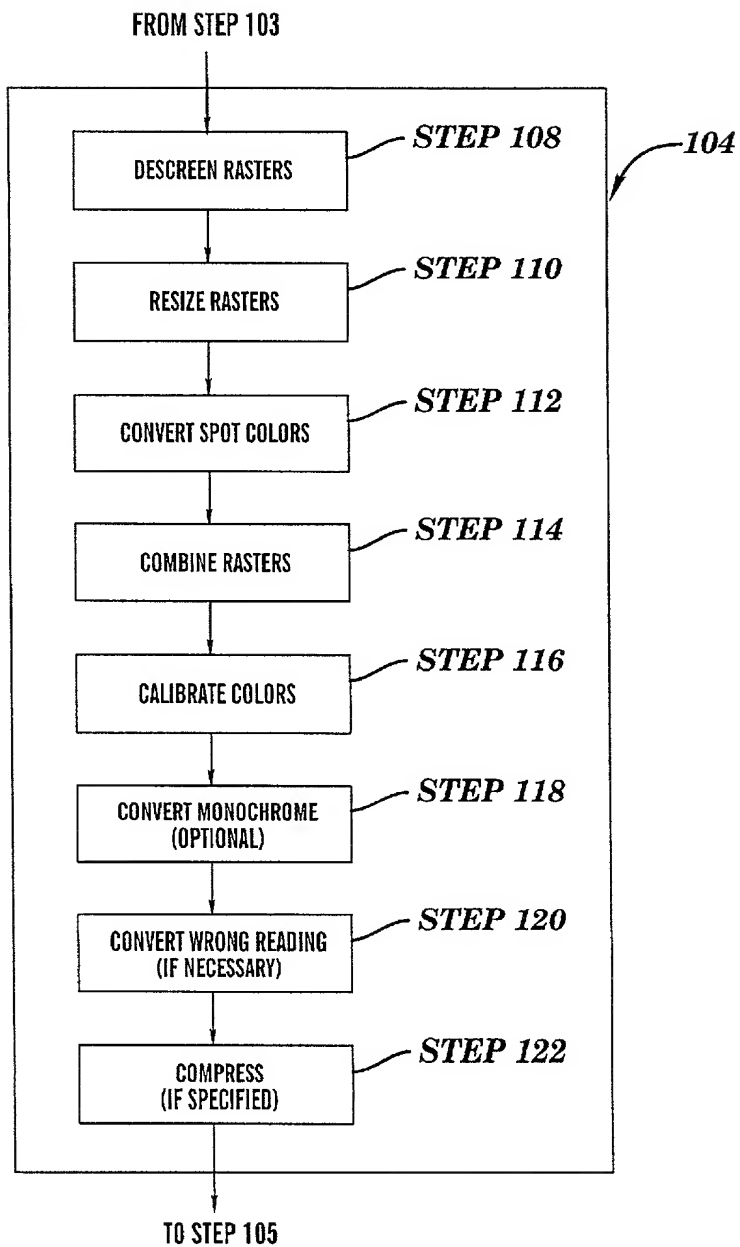 FROM STEP 103
DESCREEN RASTERS
STEP 108
104
RESIZE RASTERS
STEP 110
CONVERT SPOT COLORS
STEP 112
COMBINE RASTERS
STEP 114
CALIBRATE COLORS
STEP 116
CONVERT MONOCHROME
(OPTIONAL)
STEP 118
CONVERT WRONG READING
(IF NECESSARY)
STEP 120
COMPRESS
(IF SPECIFIED)
STEP 122
TO STEP 105